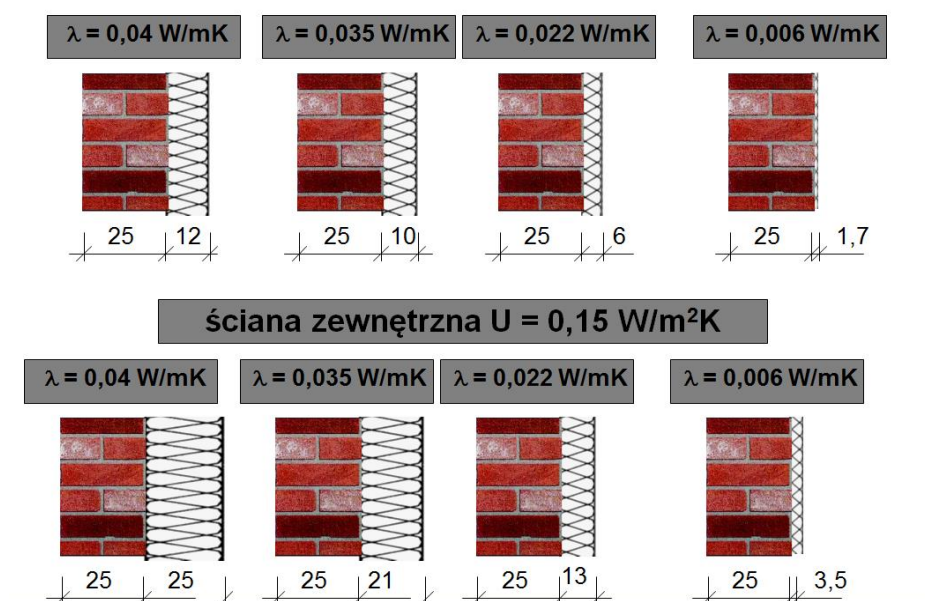 λ = 0,04 W/mK λ = 0,035 W/mK λ = 0,022 W/mK λ = 0,006 W/mK
25 12 25 10 25 6 25 1,7
ściana zewnętrzna U = 0,15 W/m²K
λ = 0,04 W/mK λ = 0,035 W/mK λ = 0,022 W/mK λ = 0,006 W/mK
25 25 25 21 25 13 25 3,5